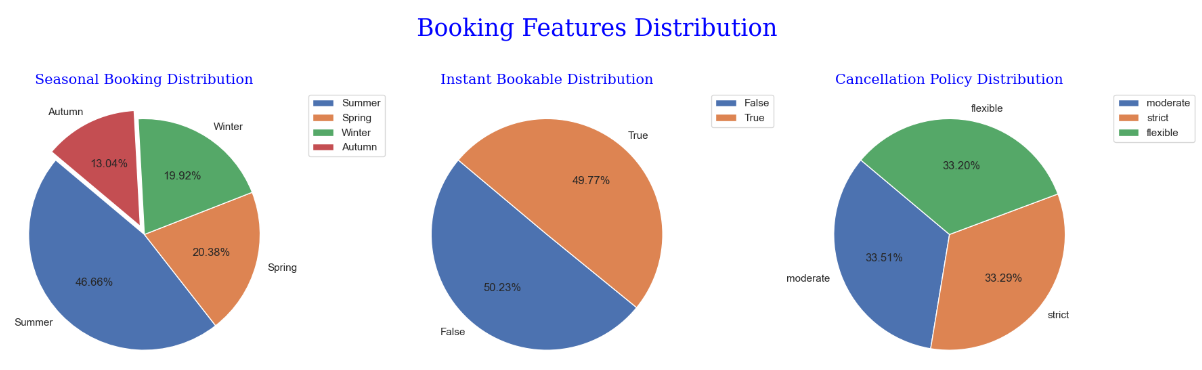 Booking Features Distribution
Seasonal Booking Distribution
Summer
Spring
Winter
Autumn
Autumn
Winter
13.04%
19.92%
20.38%
Spring
46.66%
Summer
Instant Bookable Distribution
False
True
True
49.77%
50.23%
False
Cancellation Policy Distribution
moderate
strict
flexible
flexible
33.20%
33.51%
moderate
33.29%
strict